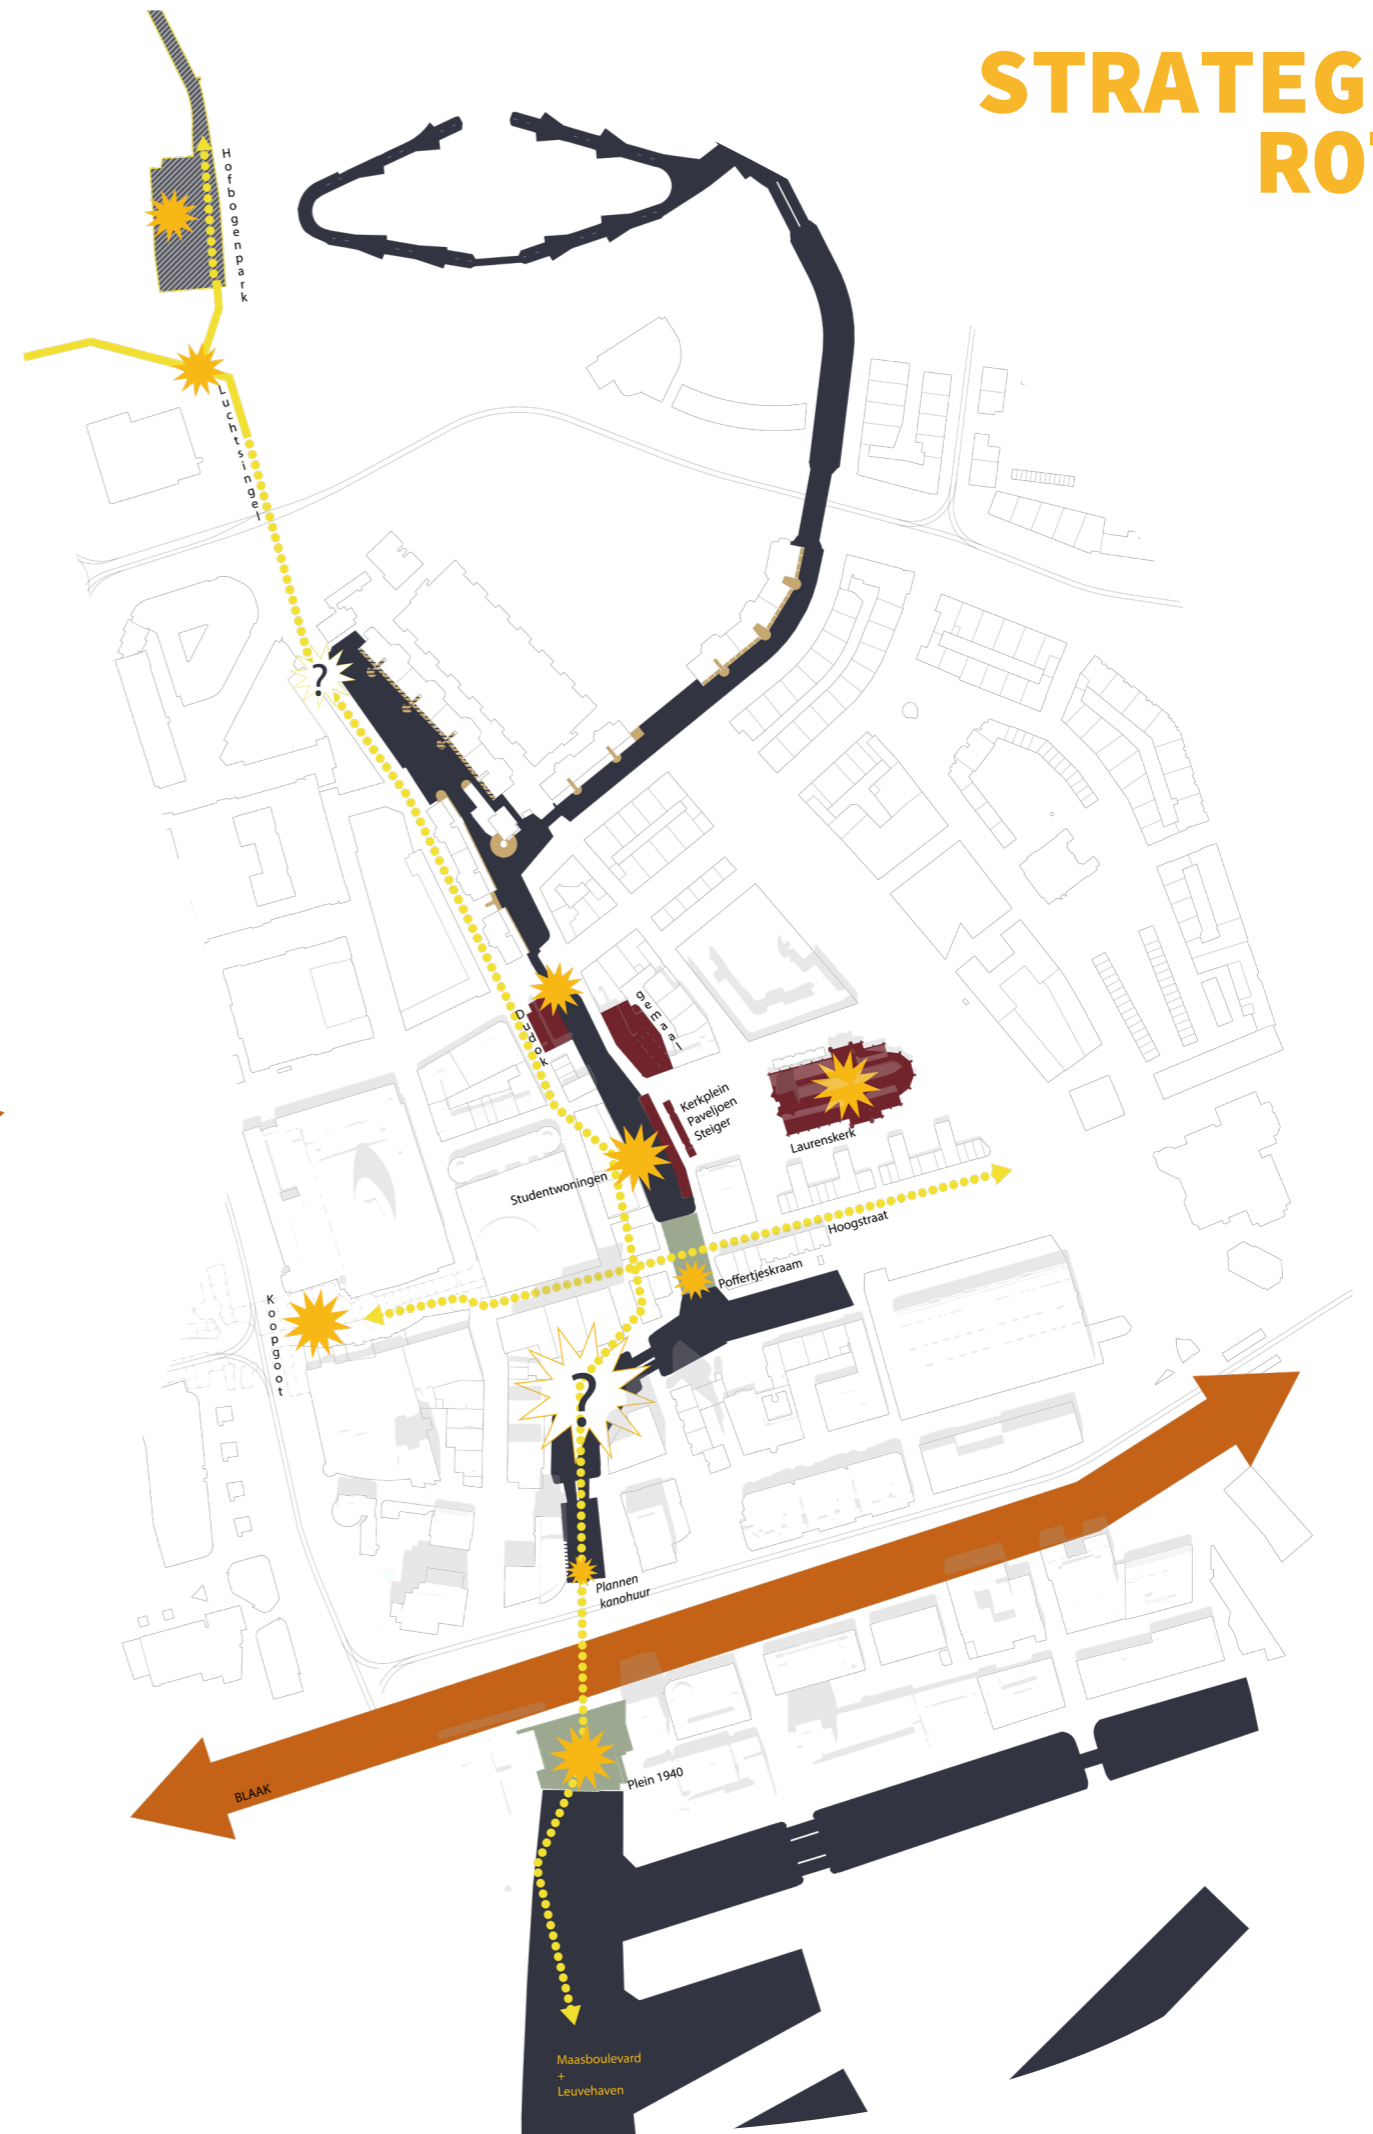 STRATEG
RO
Hofbogenpark
Luchtsingel
?
Dudok
gemaal
Kerkplein
Paveljoen
Steiger
Laurenskerk
Studentwoningen
Hoogstraat
Poffertjeskraam
Koopgoot
?
Plannen
kanohuur
Plein 1940
BLAAK
Maasboulevard
+
Leuvehaven